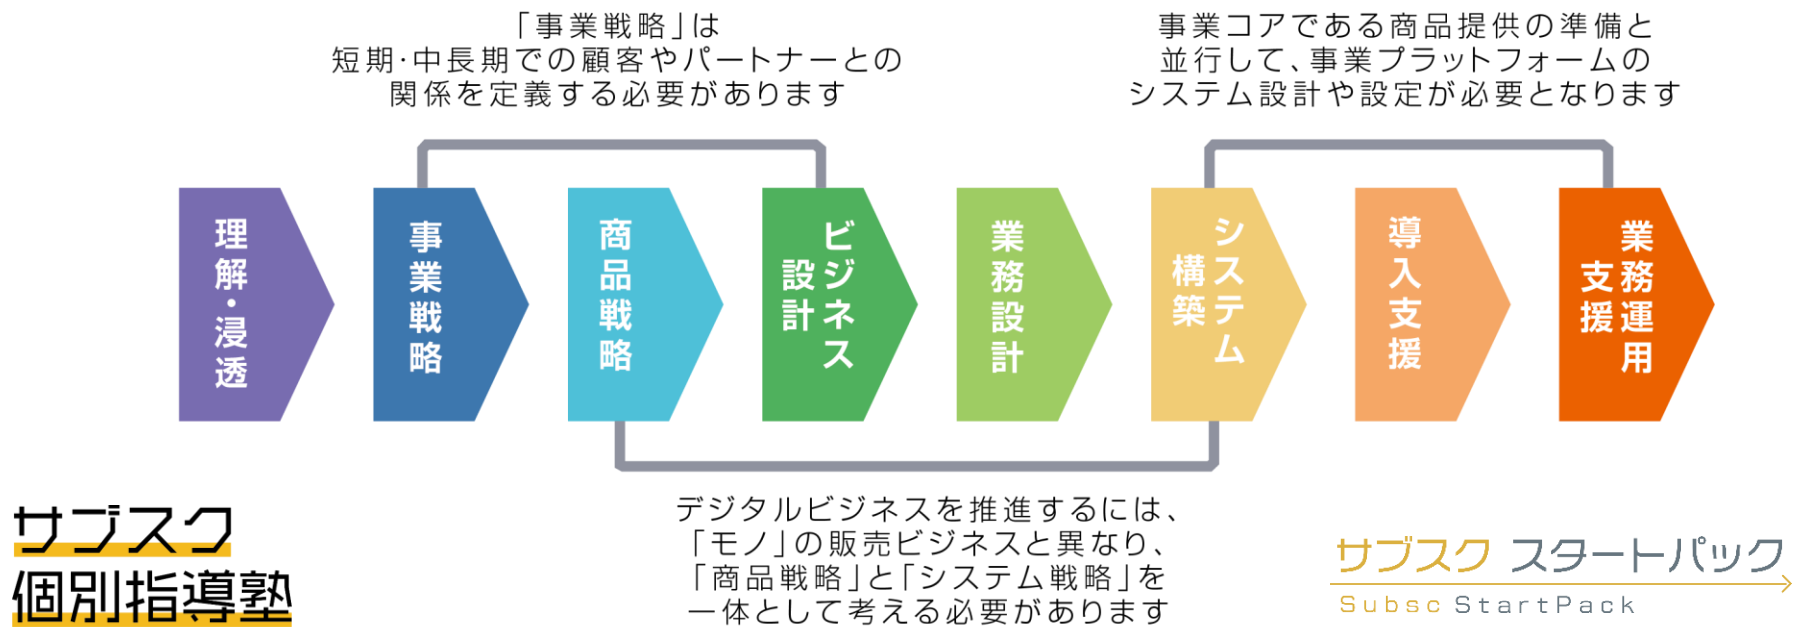 「事業戦略」は
短期・中長期での顧客やパートナーとの
関係を定義する必要があります
事業コアである商品提供の準備と
並行して、事業プラットフォームの
システム設計や設定が必要となります
理解・浸透
事業戦略
商品戦略
ビジネス
設計
業務設計
システム
構築
導入支援
業務運用
支援
デジタルビジネスを推進するには、
「モノ」の販売ビジネスと異なり、
「商品戦略」と「システム戦略」を
一体として考える必要があります
サブスク
個別指導塾
サブスク スタートパック
Subsc StartPack